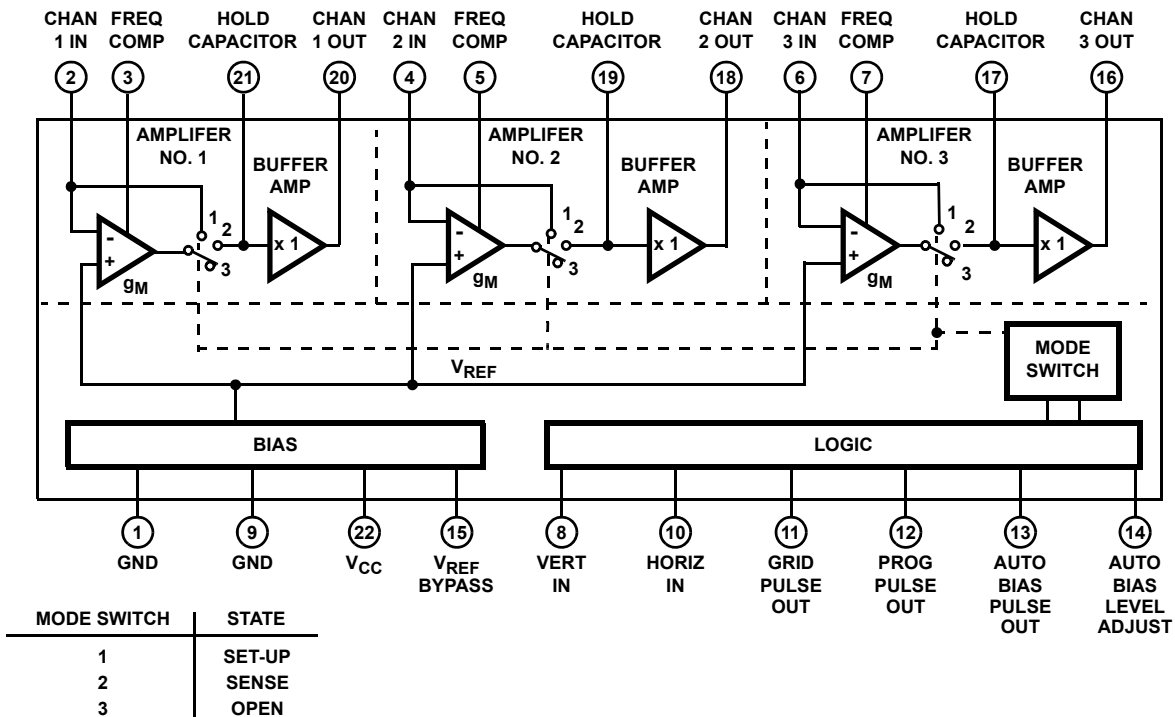 CHAN 1 IN
FREQ COMP
HOLD CAPACITOR
CHAN 1 OUT
CHAN 2 IN
FREQ COMP
HOLD CAPACITOR
CHAN 2 OUT
CHAN 3 IN
FREQ COMP
HOLD CAPACITOR
CHAN 3 OUT
2 3 21 20 4 5 19 18 6 7 17 16
AMPLIFER
NO. 1
BUFFER
AMP
AMPLIFER
NO. 2
BUFFER
AMP
AMPLIFER
NO. 3
BUFFER
AMP
- + gM 1 2 3 x 1
- + gM 1 2 3 x 1
- + gM 1 2 3 x 1
VREF
MODE
SWITCH
BIAS
LOGIC
1 9 22 15 8 10 11 12 13 14
GND
GND
VCC
VREF
BYPASS
VERT
IN
HORIZ
IN
GRID
PULSE
OUT
PROG
PULSE
OUT
AUTO
BIAS
PULSE
OUT
AUTO
BIAS
LEVEL
ADJUST
MODE SWITCH STATE
1 SET-UP
2 SENSE
3 OPEN